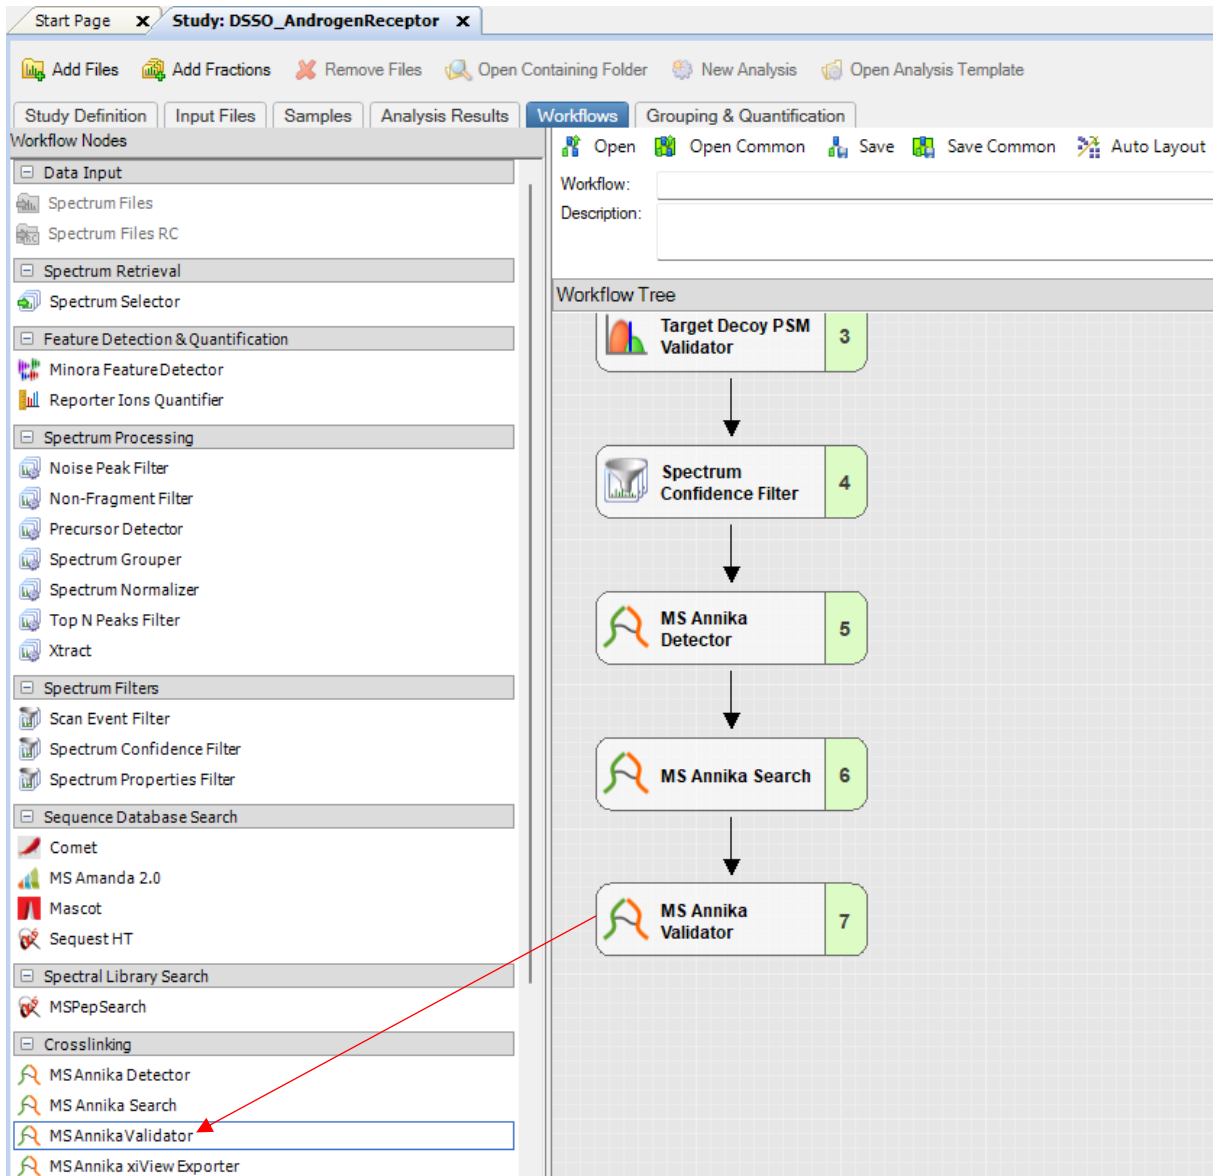 Start Page x Study: DSSO_AndrogenReceptor x
Add Files Add Fractions Remove Files Open Containing Folder New Analysis Open Analysis Template
Study Definition Input Files Samples Analysis Results Workflows Grouping & Quantification
Workflow Nodes
Data Input
Spectrum Files
Spectrum Files RC
Spectrum Retrieval
Spectrum Selector
Feature Detection & Quantification
Minora Feature Detector
Reporter Ions Quantifier
Spectrum Processing
Noise Peak Filter
Non-Fragment Filter
Precursor Detector
Spectrum Grouper
Spectrum Normalizer
Top N Peaks Filter
Xtract
Spectrum Filters
Scan Event Filter
Spectrum Confidence Filter
Spectrum Properties Filter
Sequence Database Search
Comet
MS Amanda 2.0
Mascot
Sequest HT
Spectral Library Search
MSPepSearch
Crosslinking
MS Annika Detector
MS Annika Search
MS Annika Validator
MS Annika xiView Exporter
Open Open Common Save Save Common Auto Layout
Workflow:
Description:
Workflow Tree
Target Decoy PSM
Validator
3
Spectrum
Confidence Filter
4
MS Annika
Detector
5
MS Annika Search
6
MS Annika
Validator
7